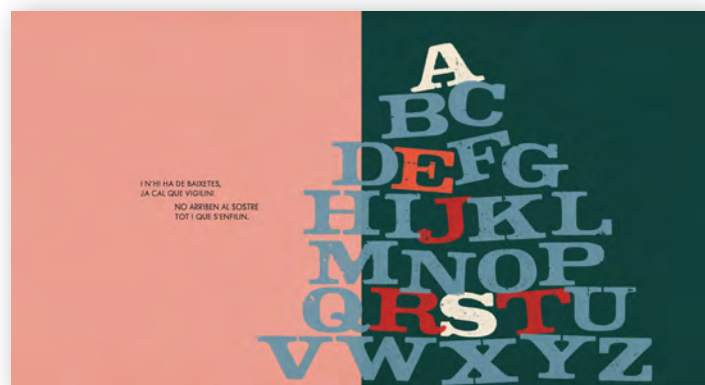 I N'HI HA DE BAIXETES,
JA CAL QUE VIGILIN!
NO ARRIBEN AL SOSTRE
TOT I QUE S'ENFILIN.
A
BC
DEFG
HIJKL
MNOP
QRSTU
VWXYZ